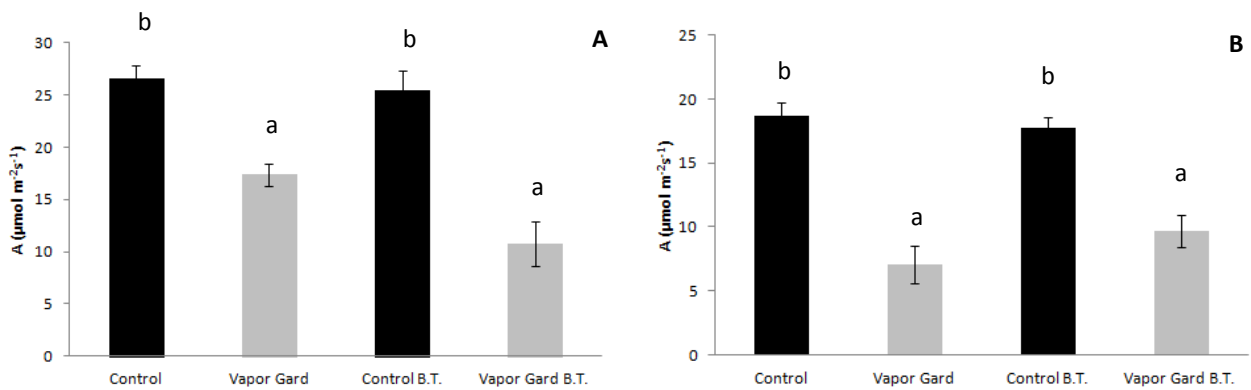 b
b
A
30
25
20
15
10
5
0
a
a
A (µmol m⁻²s⁻¹)
Control
Vapor Gard
Control B.T.
Vapor Gard B.T.
B
25
20
15
10
5
0
b
b
a
a
A (µmol m⁻²s⁻¹)
Control
Vapor Gard
Control B.T.
Vapor Gard B.T.